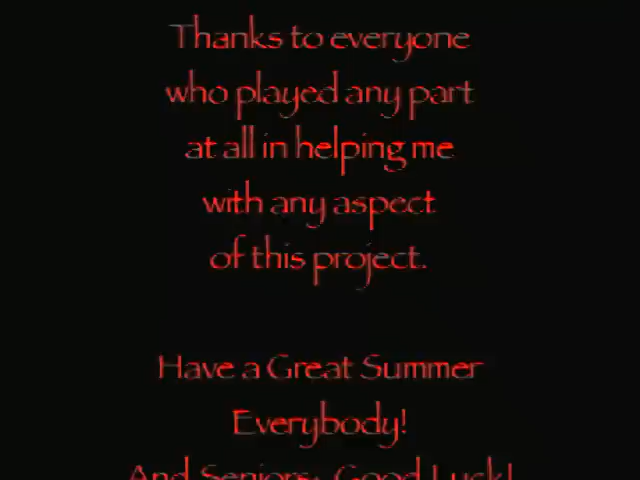 Thanks to everyone
who played any part
at all in helping me
with any aspect
of this project.
Have a Great Summer
Everybody!
And Seniors, Good Luck!